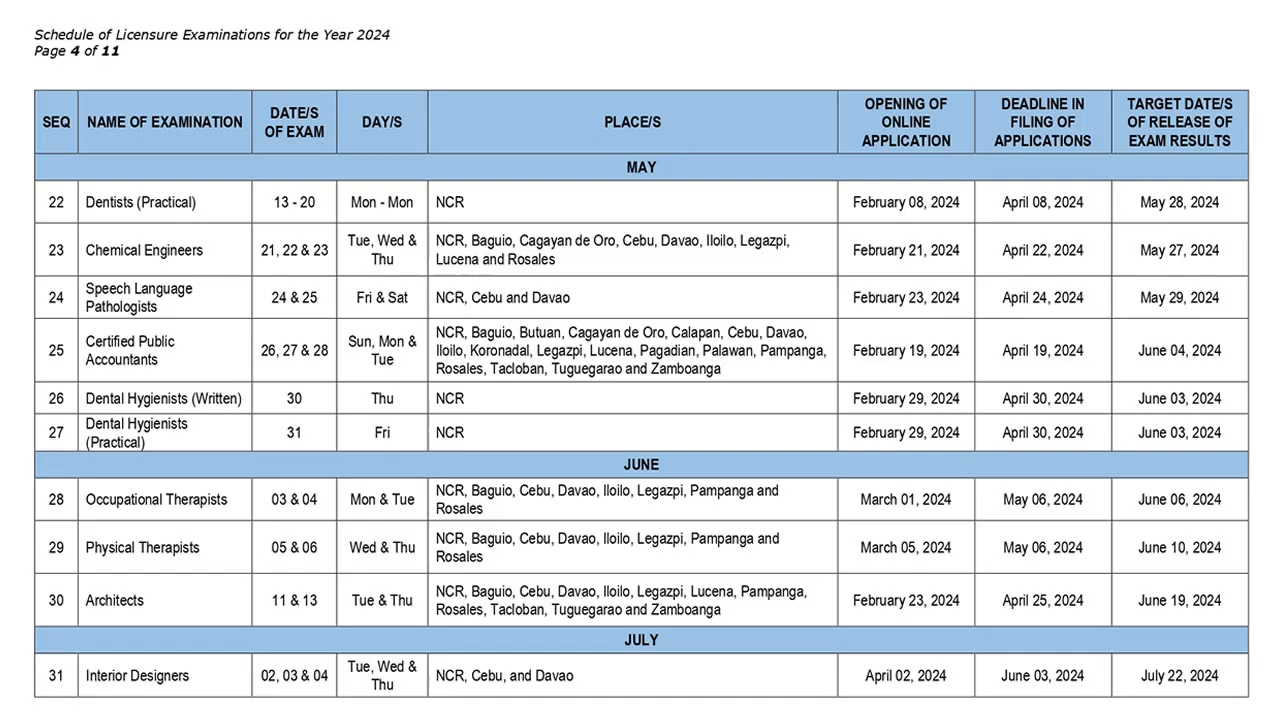 Schedule of Licensure Examinations for the Year 2024
Page 4 of 11
SEQ NAME OF EXAMINATION DATE/S OF EXAM DAY/S PLACE/S OPENING OF ONLINE APPLICATION DEADLINE IN FILING OF APPLICATIONS TARGET DATE/S OF RELEASE OF EXAM RESULTS
MAY
22 Dentists (Practical) 13 - 20 Mon - Mon NCR February 08, 2024 April 08, 2024 May 28, 2024
23 Chemical Engineers 21, 22 & 23 Tue, Wed & Thu NCR, Baguio, Cagayan de Oro, Cebu, Davao, Iloilo, Legazpi,
Lucena and Rosales February 21, 2024 April 22, 2024 May 27, 2024
24 Speech Language Pathologists 24 & 25 Fri & Sat NCR, Cebu and Davao February 23, 2024 April 24, 2024 May 29, 2024
25 Certified Public Accountants 26, 27 & 28 Sun, Mon & Tue NCR, Baguio, Butuan, Cagayan de Oro, Calapan, Cebu, Davao,
Iloilo, Koronadal, Legazpi, Lucena, Pagadian, Palawan, Pampanga,
Rosales, Tacloban, Tuguegarao and Zamboanga February 19, 2024 April 19, 2024 June 04, 2024
26 Dental Hygienists (Written) 30 Thu NCR February 29, 2024 April 30, 2024 June 03, 2024
27 Dental Hygienists (Practical) 31 Fri NCR February 29, 2024 April 30, 2024 June 03, 2024
JUNE
28 Occupational Therapists 03 & 04 Mon & Tue NCR, Baguio, Cebu, Davao, Iloilo, Legazpi, Pampanga and
Rosales March 01, 2024 May 06, 2024 June 06, 2024
29 Physical Therapists 05 & 06 Wed & Thu NCR, Baguio, Cebu, Davao, Iloilo, Legazpi, Pampanga and
Rosales March 05, 2024 May 06, 2024 June 10, 2024
30 Architects 11 & 13 Tue & Thu NCR, Baguio, Cebu, Davao, Iloilo, Legazpi, Lucena, Pampanga,
Rosales, Tacloban, Tuguegarao and Zamboanga February 23, 2024 April 25, 2024 June 19, 2024
JULY
31 Interior Designers 02, 03 & 04 Tue, Wed & Thu NCR, Cebu, and Davao April 02, 2024 June 03, 2024 July 22, 2024